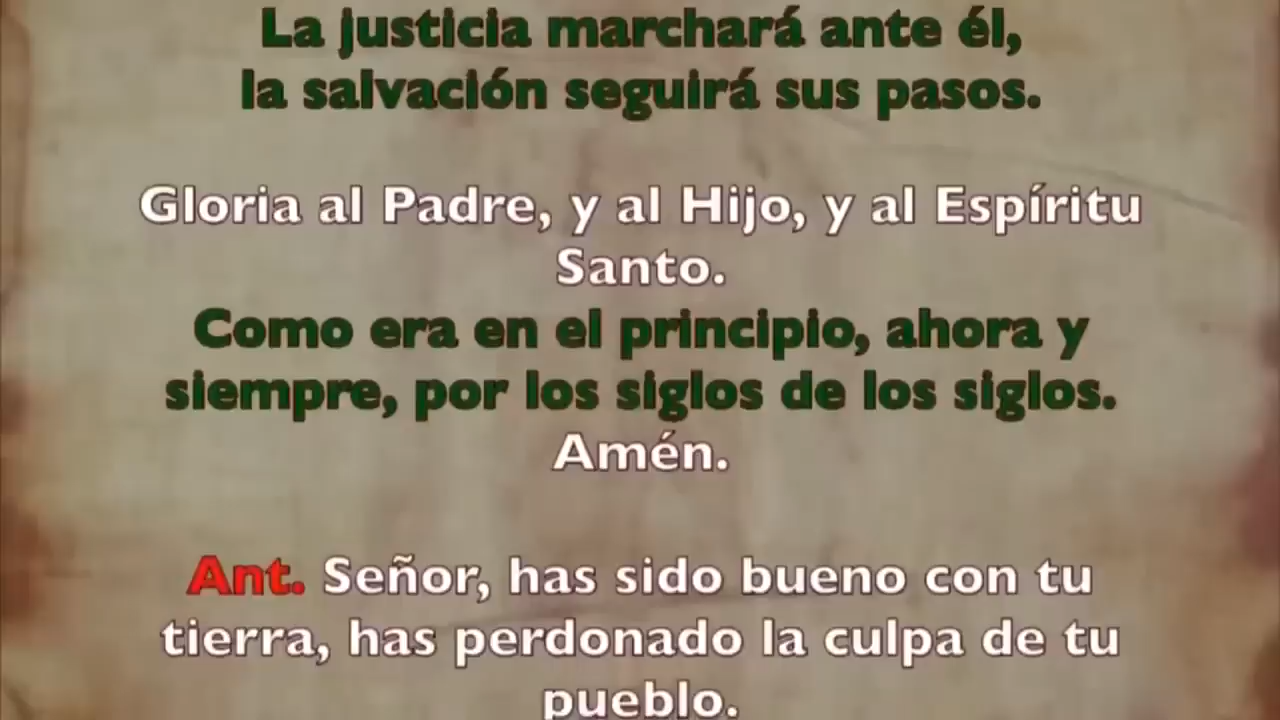 La justicia marchará ante él,
la salvación seguirá sus pasos.
Gloria al Padre, y al Hijo, y al Espíritu
Santo.
Como era en el principio, ahora y
siempre, por los siglos de los siglos.
Amén.
Ant. Señor, has sido bueno con tu
tierra, has perdonado la culpa de tu
pueblo.